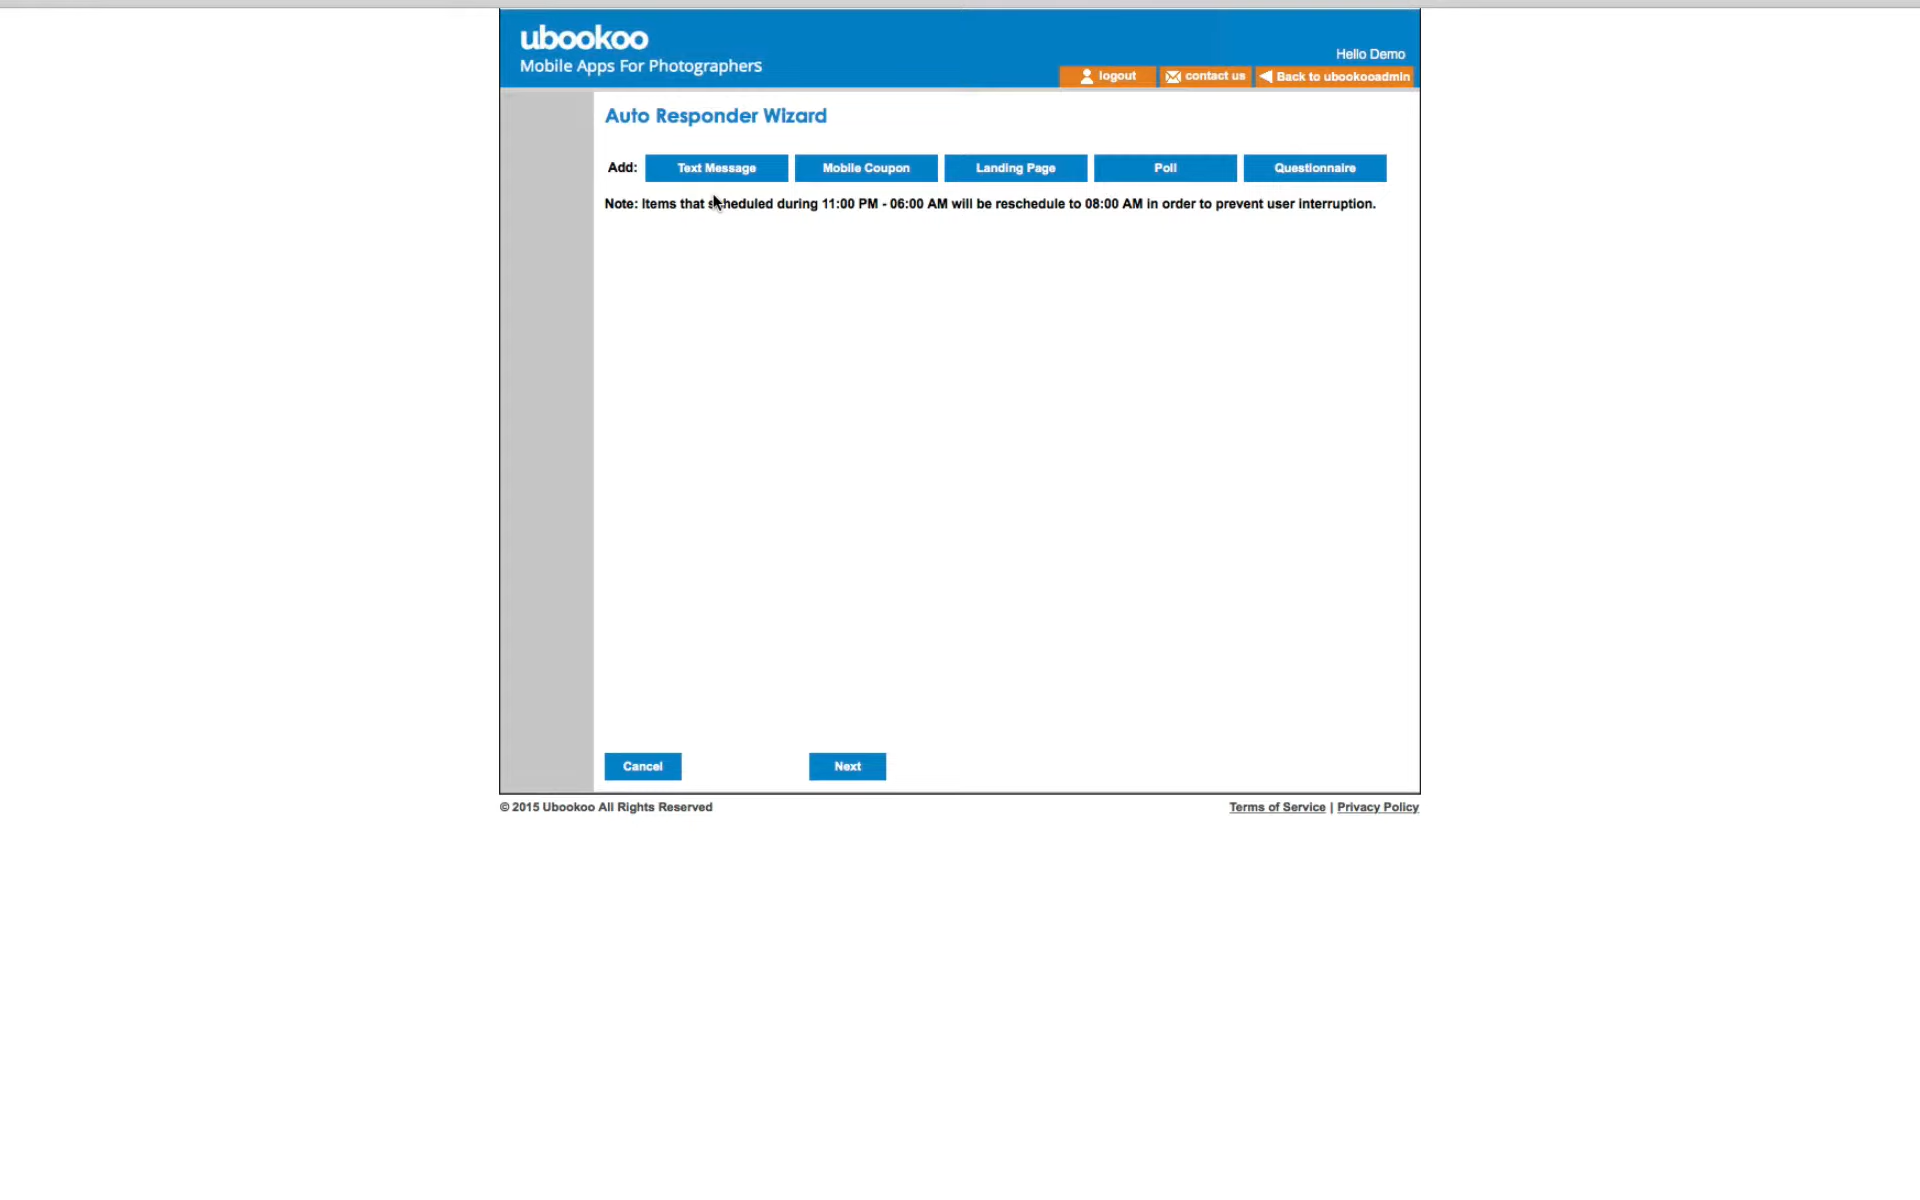 ubookoo
Mobile Apps For Photographers
Hello Demo
logout contact us Back to ubookooadmin
Auto Responder Wizard
Add: Text Message Mobile Coupon Landing Page Poll Questionnaire
Note: Items that scheduled during 11:00 PM - 06:00 AM will be reschedule to 08:00 AM in order to prevent user interruption.
Cancel Next
© 2015 Ubookoo All Rights Reserved Terms of Service | Privacy Policy